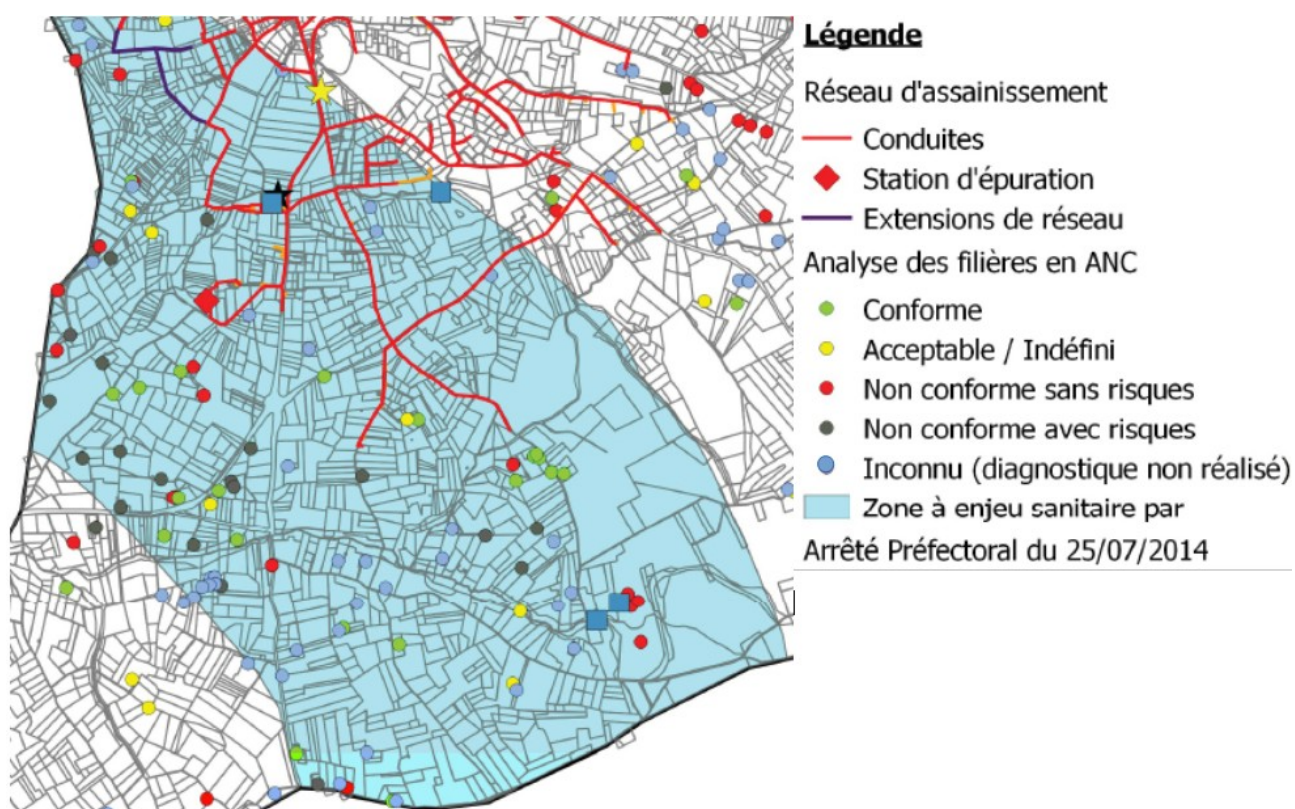 Légende
Réseau d'assainissement
Conduites
Station d'épuration
Extensions de réseau
Analyse des filières en ANC
Conforme
Acceptable / Indéfini
Non conforme sans risques
Non conforme avec risques
Inconnu (diagnostique non réalisé)
Zone à enjeu sanitaire par
Arrêté Préfectoral du 25/07/2014